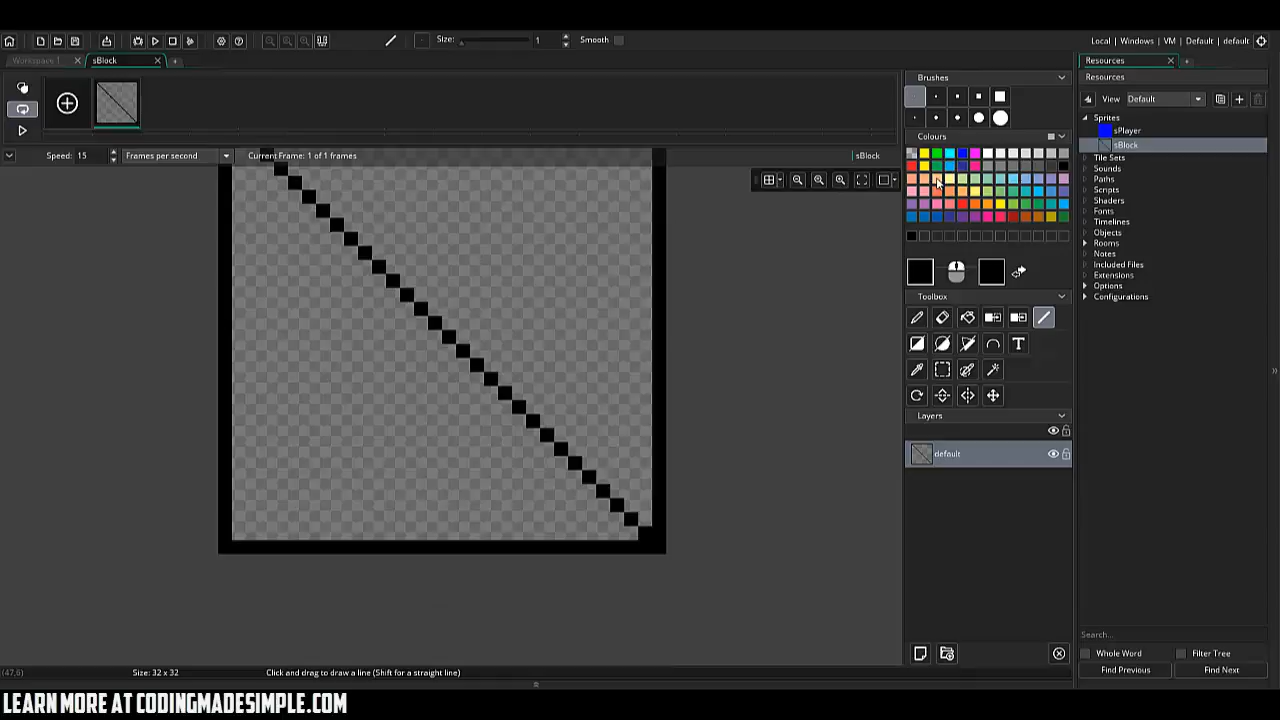 Size: 1 Smooth
Local | Windows | VM | Default | default
Workspace 1
sBlock
Resources
Brushes
Resources
View Default
Colours
Sprites
sPlayer
sBlock
Speed: 15 Frames per second Current Frame: 1 of 1 frames sBlock
Tile Sets
Sounds
Paths
Scripts
Shaders
Fonts
Timelines
Objects
Rooms
Notes
Included Files
Extensions
Options
Configurations
Toolbox
T
Layers
default
Search...
Whole Word Filter Tree
Find Previous Find Next
(47,6) Size: 32 x 32 Click and drag to draw a line (Shift for a straight line)
LEARN MORE AT CODINGMADESIMPLE.COM